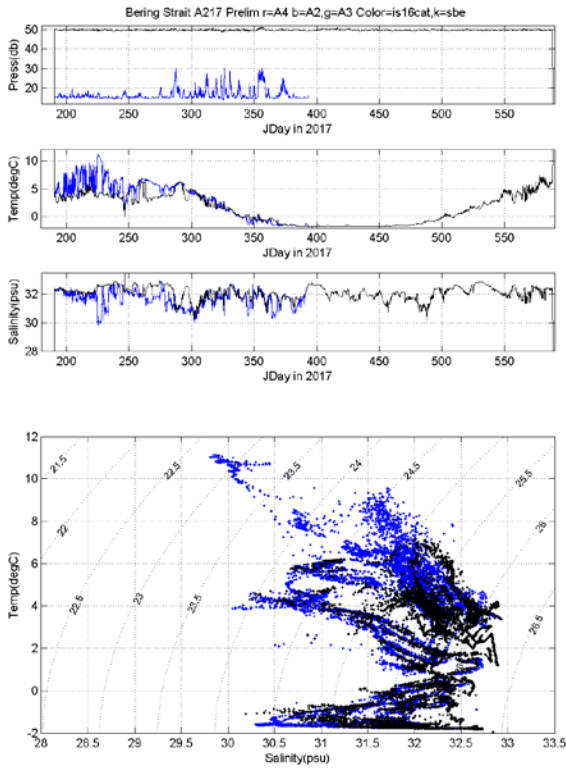 Bering Strait A217 Prelim r=A4 b=A2,g=A3 Color=is16cat,k=sbe
Press(db)
50
40
30
20
200 250 300 350 400 450 500 550
JDay in 2017
Temp(degC)
10
5
0
200 250 300 350 400 450 500 550
JDay in 2017
Salinity(psu)
32
30
28
200 250 300 350 400 450 500 550
JDay in 2017
Temp(degC)
12
10
8
6
4
2
0
-2
21.5
22.5
23.5
24
24.5
25.5
22
26
22.5
23
23.5
26.5
28 28.5 29 29.5 30 30.5 31 31.5 32 32.5 33 33.5
Salinity(psu)